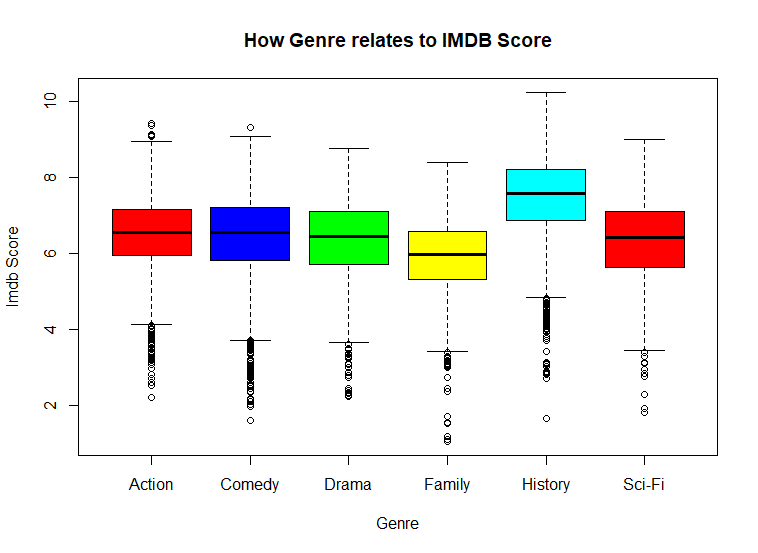 How Genre relates to IMDB Score
10
8
6
4
2
Imdb Score
Action Comedy Drama Family History Sci-Fi
Genre